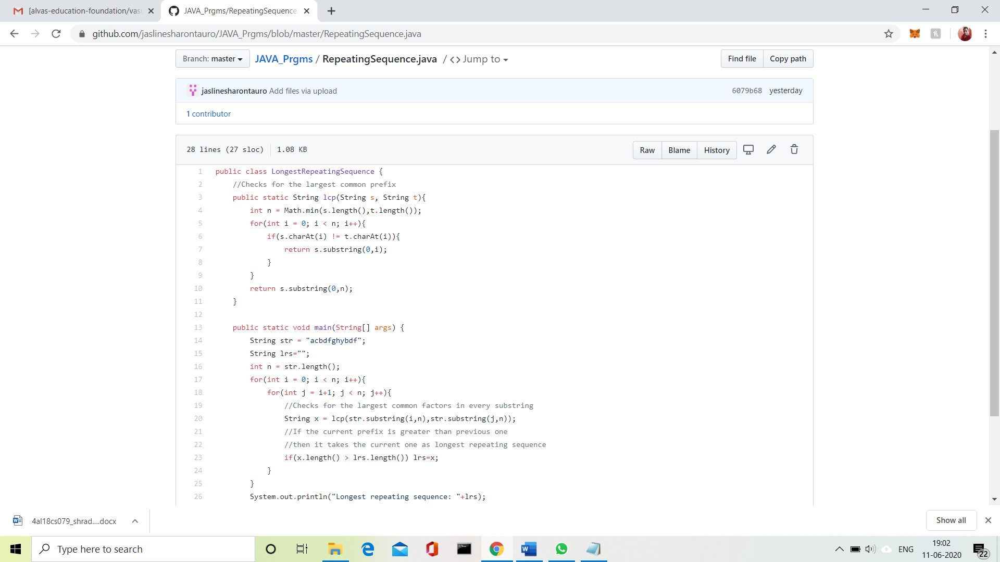 [alvas-education-foundation/vas
JAVA_Prgms/RepeatingSequence
github.com/jaslinesharontauro/JAVA_Prgms/blob/master/RepeatingSequence.java
Branch: master
JAVA_Prgms / RepeatingSequence.java / <> Jump to
Find file
Copy path
jaslinesharontauro Add files via upload
6079b68 yesterday
1 contributor
28 lines (27 sloc) 1.08 KB
Raw
Blame
History
1 public class LongestRepeatingSequence {
2 //Checks for the largest common prefix
3 public static String lcp(String s, String t){
4 int n = Math.min(s.length(),t.length());
5 for(int i = 0; i < n; i++){
6 if(s.charAt(i) != t.charAt(i)){
7 return s.substring(0,i);
8 }
9 }
10 return s.substring(0,n);
11 }
12
13 public static void main(String[] args) {
14 String str = "acbdfghybdf";
15 String lrs="";
16 int n = str.length();
17 for(int i = 0; i < n; i++){
18 for(int j = i+1; j < n; j++){
19 //Checks for the largest common factors in every substring
20 String x = lcp(str.substring(i,n),str.substring(j,n));
21 //If the current prefix is greater than previous one
22 //then it takes the current one as longest repeating sequence
23 if(x.length() > lrs.length()) lrs=x;
24 }
25 }
26 System.out.println("Longest repeating sequence: "+lrs);
4al18cs079_shrad....docx
Show all
Type here to search
ENG
19:02
11-06-2020
22